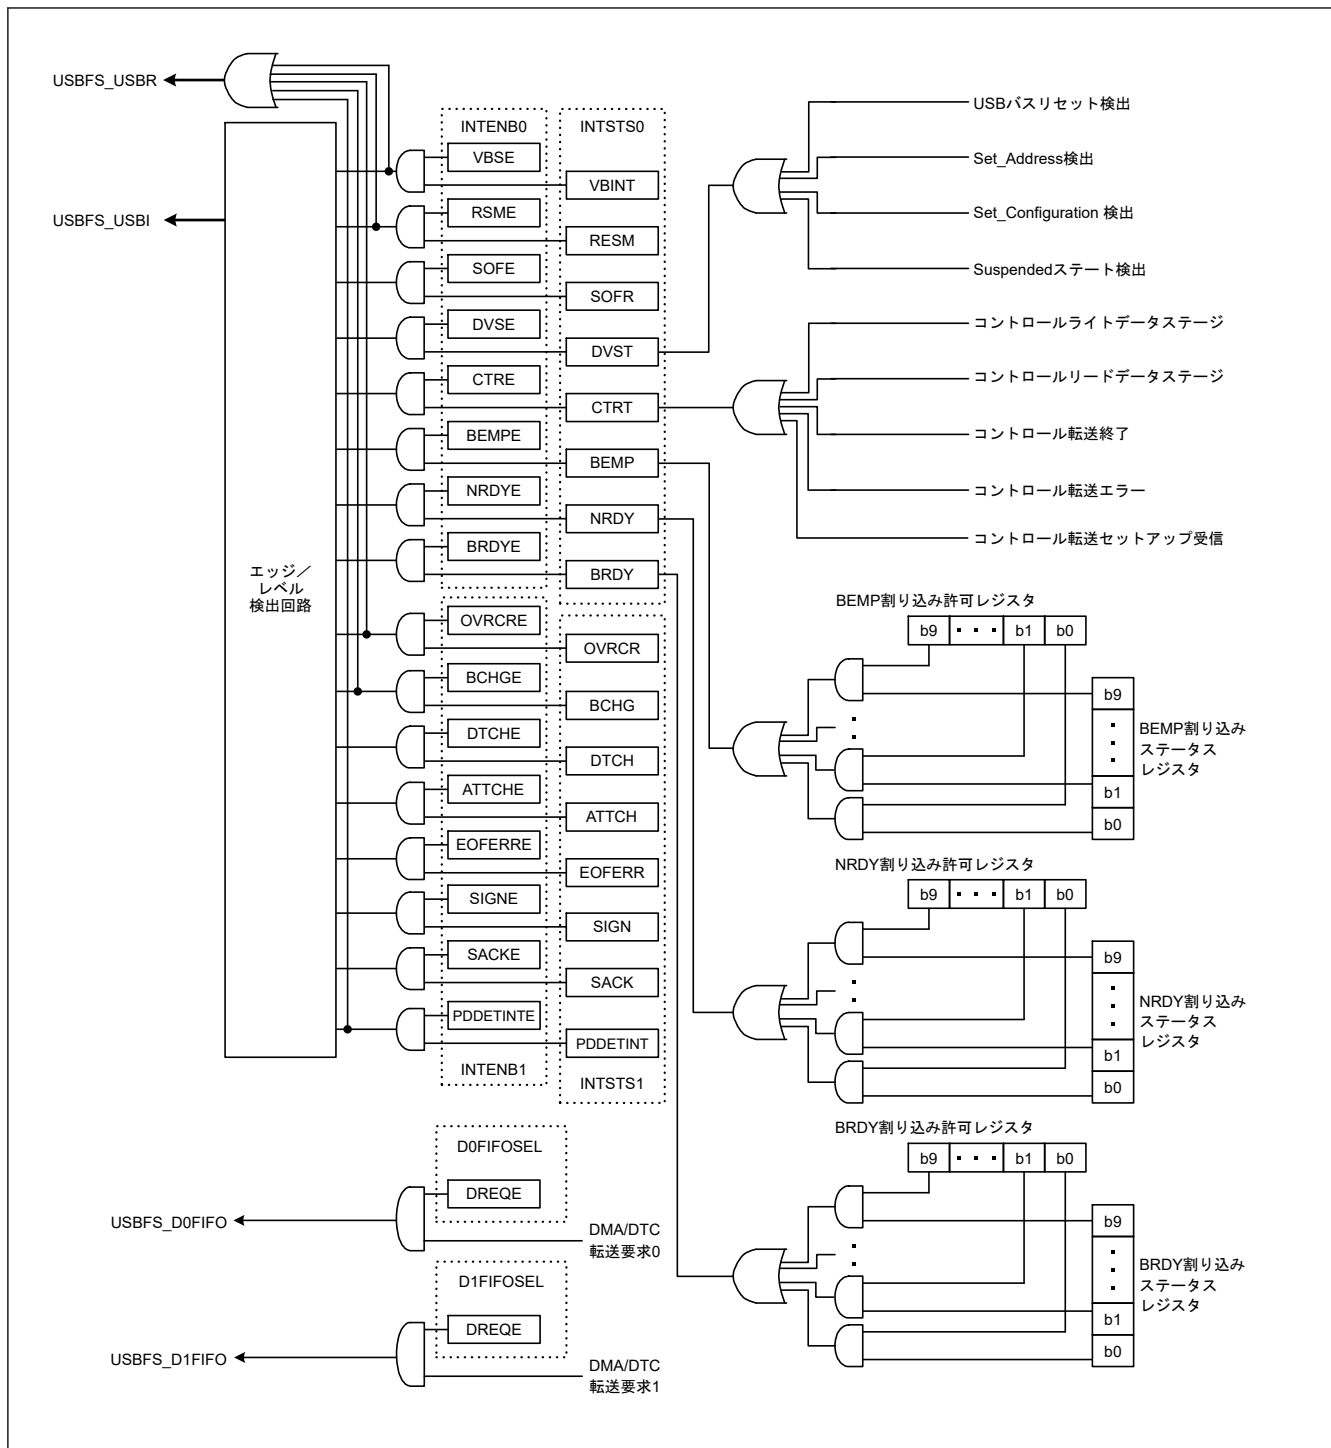 USBFS_USBR
USBFS_USBI
エッジ／
レベル
検出回路
INTENB0
VBSE
RSME
SOFE
DVSE
CTRE
BEMPE
NRDYE
BRDYE
OVRCRE
BCHGE
DTCHE
ATTCHE
EOFERRE
SIGNE
SACKE
PDDETINTE
INTENB1
INTSTS0
VBINT
RESM
SOFR
DVST
CTRT
BEMP
NRDY
BRDY
OVRCR
BCHG
DTCH
ATTCH
EOFERR
SIGN
SACK
PDDETINT
INTSTS1
USBバスリセット検出
Set_Address検出
Set_Configuration 検出
Suspendedステート検出
コントロールライトデータステージ
コントロールリードデータステージ
コントロール転送終了
コントロール転送エラー
コントロール転送セットアップ受信
BEMP割り込み許可レジスタ
b9 ・・・ b1 b0
b9
BEMP割り込み
ステータス
レジスタ
b1
b0
NRDY割り込み許可レジスタ
b9 ・・・ b1 b0
b9
NRDY割り込み
ステータス
レジスタ
b1
b0
BRDY割り込み許可レジスタ
b9 ・・・ b1 b0
b9
BRDY割り込み
ステータス
レジスタ
b1
b0
D0FIFOSEL
DREQE
USBFS_D0FIFO
DMA/DTC
転送要求0
D1FIFOSEL
DREQE
USBFS_D1FIFO
DMA/DTC
転送要求1